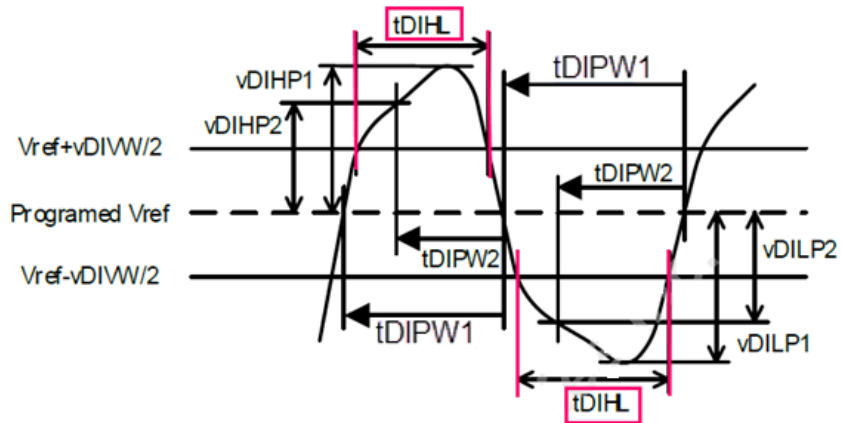 tDIHL
tDIPW1
vDIHP1
vDIHP2
Vref+vDIVW/2
tDIPW2
Programed Vref
vDILP2
tDIPW2
Vref-vDIVW/2
tDIPW1
vDILP1
tDIHL